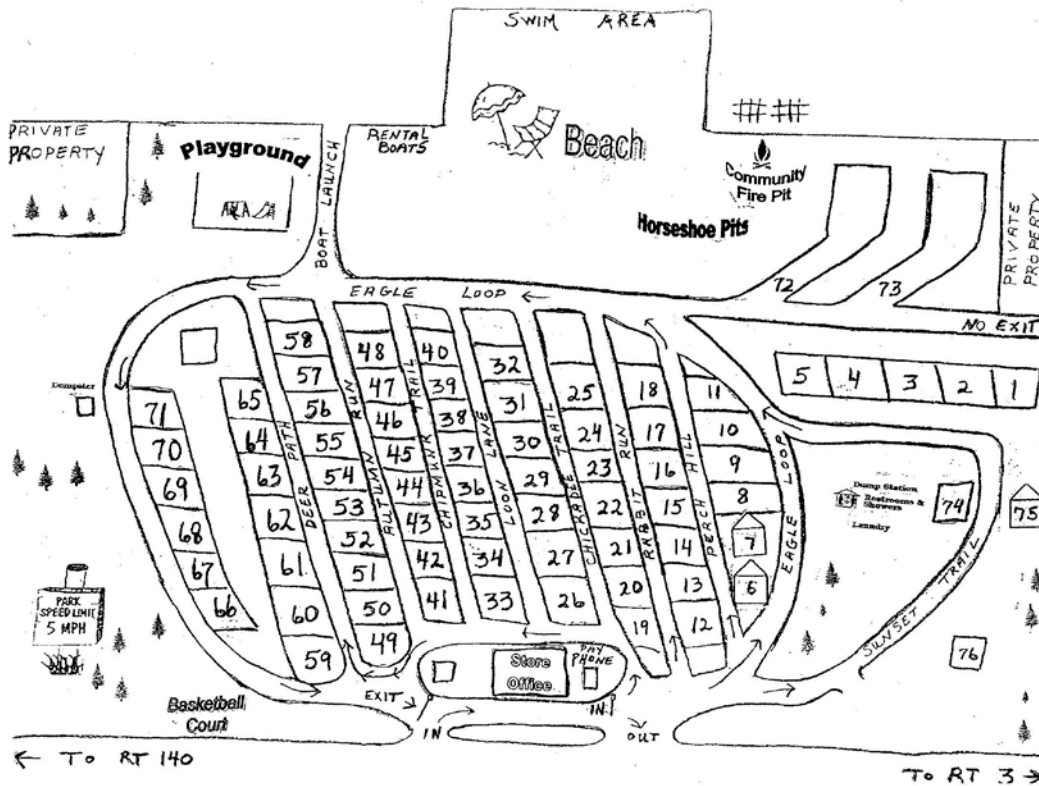 SWIM AREA
PRIVATE
PROPERTY
Playground
BOAT LAUNCH
RENTAL
BOATS
Beach
Community
Fire Pit
Horseshoe Pits
PRIVATE
PROPERTY
72
73
EAGLE LOOP
NO EXIT
5 4 3 2 1
58
57
56
55
54
53
52
51
50
49
48
47
46
45
44
43
42
41
40
39
38
37
36
35
34
33
32
31
30
29
28
27
26
25
24
23
22
21
20
19
18
17
16
15
14
13
12
11
10
9
8
7
6
65
64
63
62
61
60
59
71
70
69
68
67
66
DEER PATH
AUTUMN RUN
CHIPMUNK TRAIL
LOON LANE
CHICKADEE TRAIL
RABBIT RUN
PERCH HILL
EAGLE LOOP
Dumpster
Dump Station
Restrooms &
Showers
Laundry
74
75
SUNSET TRAIL
76
PARK
SPEED LIMIT
5 MPH
Store
Office
PAY
PHONE
EXIT
IN
IN
OUT
Basketball
Court
← TO RT 140
TO RT 3 →